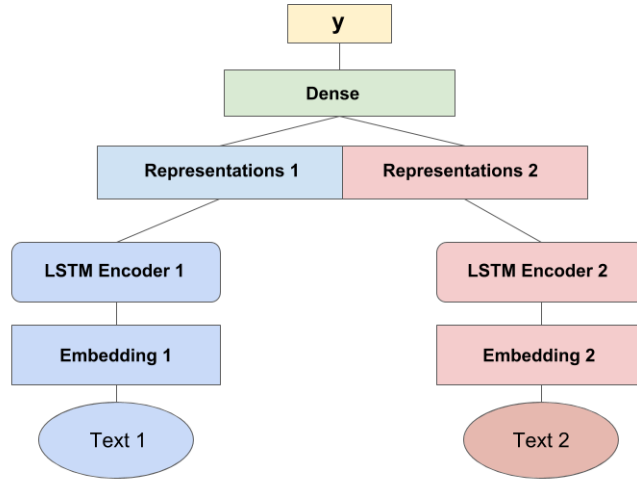 y
Dense
Representations 1
Representations 2
LSTM Encoder 1
LSTM Encoder 2
Embedding 1
Embedding 2
Text 1
Text 2